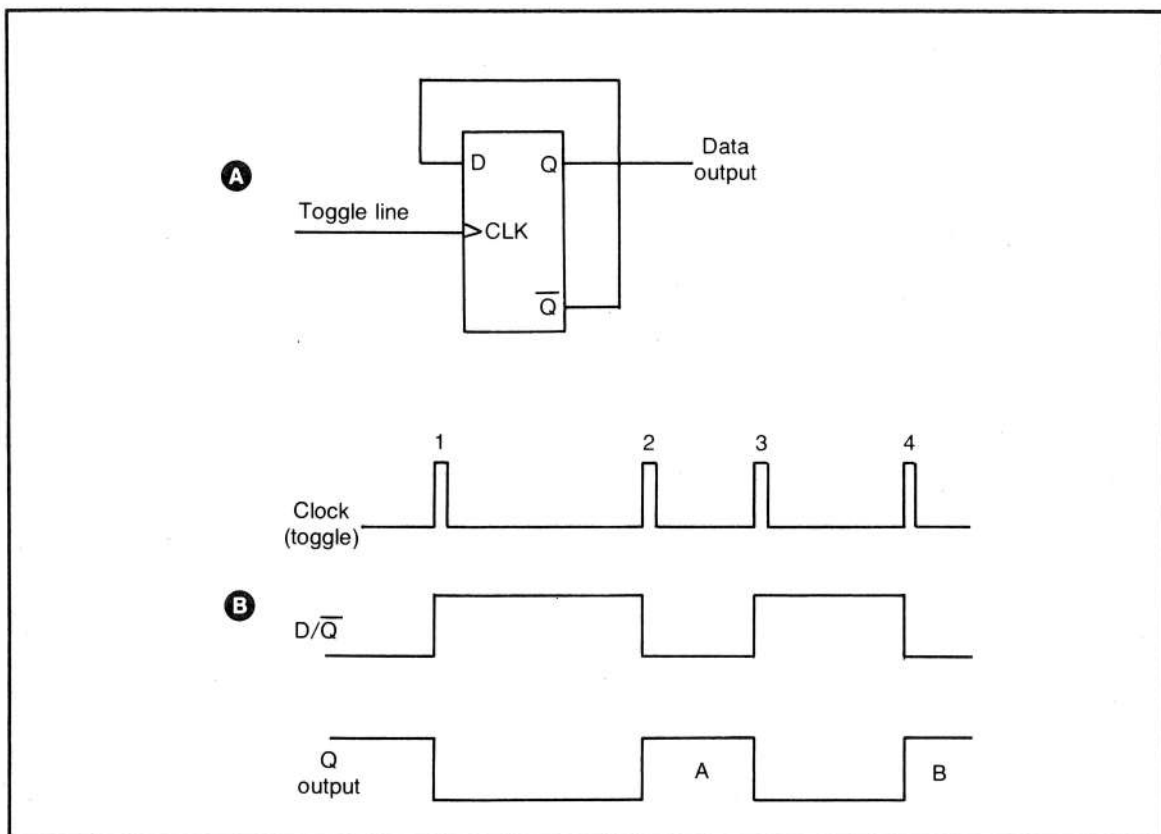 A
D
Q
Data
output
Toggle line
CLK
Q̅
1
2
3
4
Clock
(toggle)
B
D/Q̅
Q
output
A
B